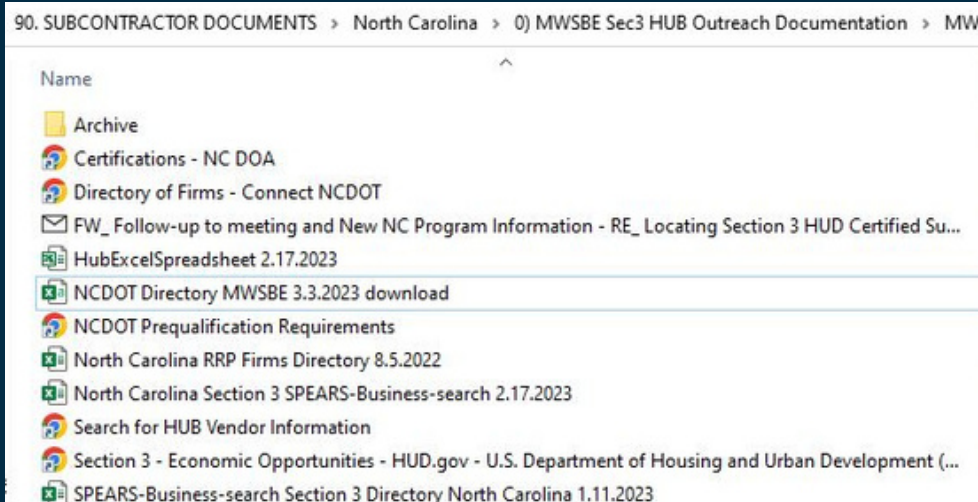 90. SUBCONTRACTOR DOCUMENTS > North Carolina > 0) MWSBE Sec3 HUB Outreach Documentation > MW
Name
Archive
Certifications - NC DOA
Directory of Firms - Connect NCDOT
FW_ Follow-up to meeting and New NC Program Information - RE_ Locating Section 3 HUD Certified Su...
HubExcelSpreadsheet 2.17.2023
NCDOT Directory MWSBE 3.3.2023 download
NCDOT Prequalification Requirements
North Carolina RRP Firms Directory 8.5.2022
North Carolina Section 3 SPEARS-Business-search 2.17.2023
Search for HUB Vendor Information
Section 3 - Economic Opportunities - HUD.gov - U.S. Department of Housing and Urban Development (...
SPEARS-Business-search Section 3 Directory North Carolina 1.11.2023